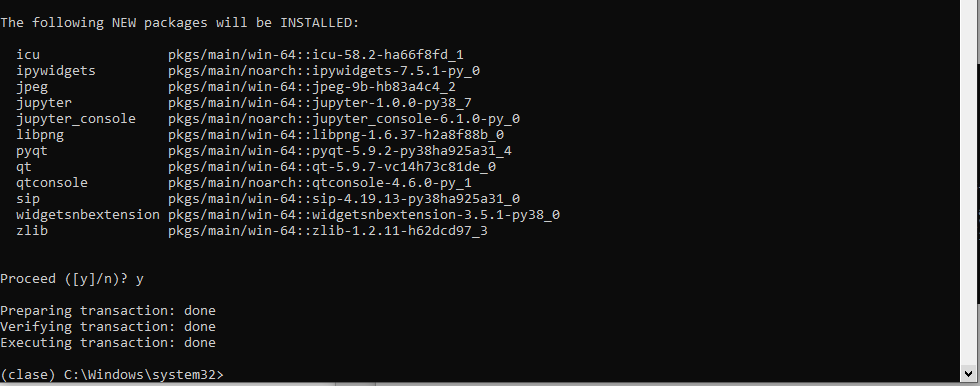 The following NEW packages will be INSTALLED:
icu pkgs/main/win-64::icu-58.2-ha66f8fd_1
ipywidgets pkgs/main/noarch::ipywidgets-7.5.1-py_0
jpeg pkgs/main/win-64::jpeg-9b-hb83a4c4_2
jupyter pkgs/main/win-64::jupyter-1.0.0-py38_7
jupyter_console pkgs/main/noarch::jupyter_console-6.1.0-py_0
libpng pkgs/main/win-64::libpng-1.6.37-h2a8f88b_0
pyqt pkgs/main/win-64::pyqt-5.9.2-py38ha925a31_4
qt pkgs/main/win-64::qt-5.9.7-vc14h73c81de_0
qtconsole pkgs/main/noarch::qtconsole-4.6.0-py_1
sip pkgs/main/win-64::sip-4.19.13-py38ha925a31_0
widgetsnbextension pkgs/main/win-64::widgetsnbextension-3.5.1-py38_0
zlib pkgs/main/win-64::zlib-1.2.11-h62dcd97_3
Proceed ([y]/n)? y
Preparing transaction: done
Verifying transaction: done
Executing transaction: done
(clase) C:\Windows\system32>